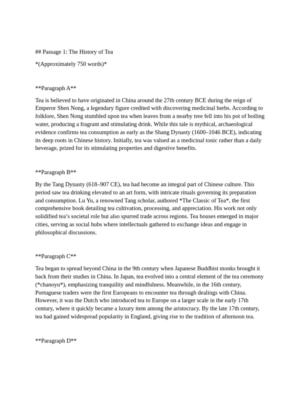 ## Passage 1: The History of Tea
*(Approximately 750 words)*
**Paragraph A**
Tea is believed to have originated in China around the 27th century BCE during the reign of
Emperor Shen Nong, a legendary figure credited with discovering medicinal herbs. According to
folklore, Shen Nong stumbled upon tea when leaves from a nearby tree fell into his pot of boiling
water, producing a fragrant and stimulating drink. While this tale is mythical, archaeological
evidence confirms tea consumption as early as the Shang Dynasty (1600–1046 BCE), indicating
its deep roots in Chinese history. Initially, tea was valued as a medicinal tonic rather than a daily
beverage, prized for its stimulating properties and digestive benefits.
**Paragraph B**
By the Tang Dynasty (618–907 CE), tea had become an integral part of Chinese culture. This
period saw tea drinking elevated to an art form, with intricate rituals governing its preparation
and consumption. Lu Yu, a renowned Tang scholar, authored *The Classic of Tea*, the first
comprehensive book detailing tea cultivation, processing, and appreciation. His work not only
solidified tea's societal role but also spurred trade across regions. Tea houses emerged in major
cities, serving as social hubs where intellectuals gathered to exchange ideas and engage in
philosophical discussions.
**Paragraph C**
Tea began to spread beyond China in the 9th century when Japanese Buddhist monks brought it
back from their studies in China. In Japan, tea evolved into a central element of the tea ceremony
(*chanoyu*), emphasizing tranquility and mindfulness. Meanwhile, in the 16th century,
Portuguese traders were the first Europeans to encounter tea through dealings with China.
However, it was the Dutch who introduced tea to Europe on a larger scale in the early 17th
century, where it quickly became a luxury item among the aristocracy. By the late 17th century,
tea had gained widespread popularity in England, giving rise to the tradition of afternoon tea.
**Paragraph D**